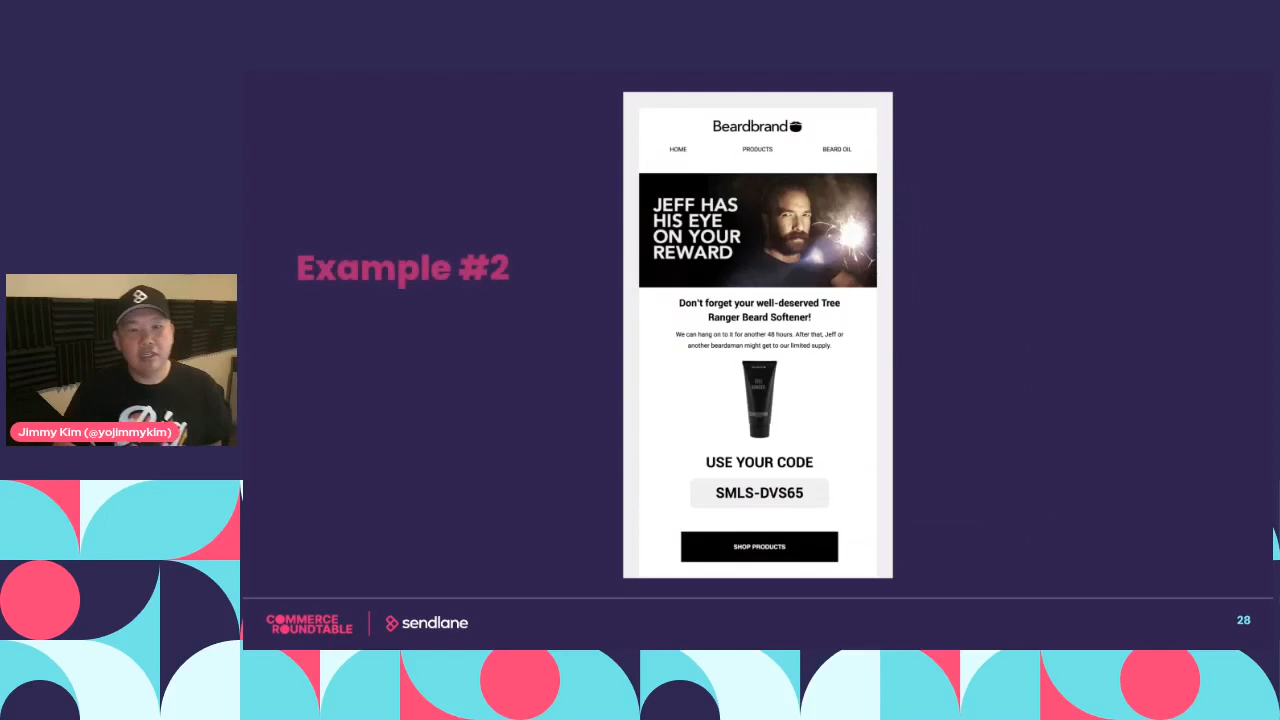 Beardbrand
HOME PRODUCTS BEARD OIL
JEFF HAS
HIS EYE
ON YOUR
REWARD
Example #2
Don't forget your well-deserved Tree
Ranger Beard Softener!
We can hang on to it for another 48 hours. After that, Jeff or
another beardsman might get to our limited supply.
USE YOUR CODE
SMLS-DVS65
SHOP PRODUCTS
Jimmy Kim (@yojimmykim)
COMMERCE
ROUNDTABLE
sendlane
28